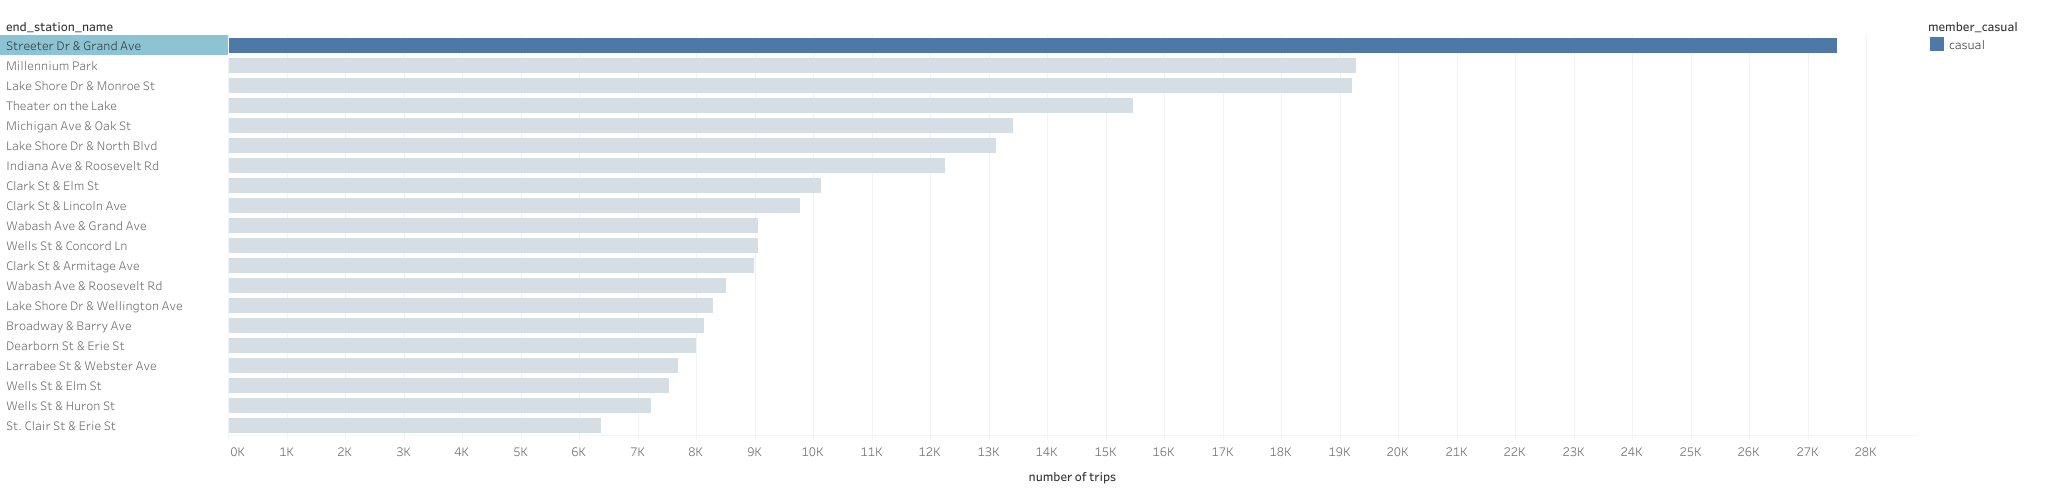 end_station_name
Streeter Dr & Grand Ave
Millennium Park
Lake Shore Dr & Monroe St
Theater on the Lake
Michigan Ave & Oak St
Lake Shore Dr & North Blvd
Indiana Ave & Roosevelt Rd
Clark St & Elm St
Clark St & Lincoln Ave
Wabash Ave & Grand Ave
Wells St & Concord Ln
Clark St & Armitage Ave
Wabash Ave & Roosevelt Rd
Lake Shore Dr & Wellington Ave
Broadway & Barry Ave
Dearborn St & Erie St
Larrabee St & Webster Ave
Wells St & Elm St
Wells St & Huron St
St. Clair St & Erie St
0K 1K 2K 3K 4K 5K 6K 7K 8K 9K 10K 11K 12K 13K 14K 15K 16K 17K 18K 19K 20K 21K 22K 23K 24K 25K 26K 27K 28K
number of trips
member_casual
casual